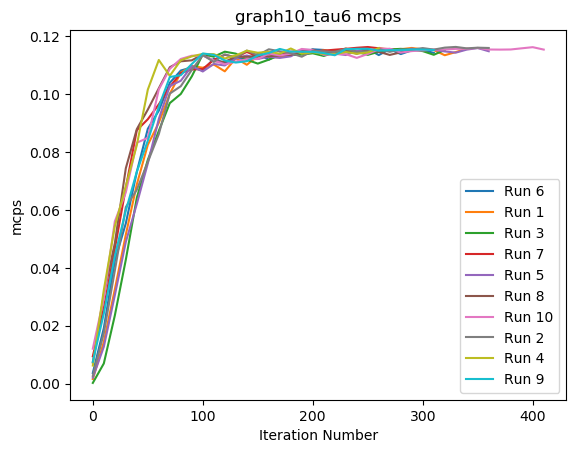 graph10_tau6 mcps
mcps
0.12
0.10
0.08
0.06
0.04
0.02
0.00
0
100
200
300
400
Iteration Number
Run 6
Run 1
Run 3
Run 7
Run 5
Run 8
Run 10
Run 2
Run 4
Run 9